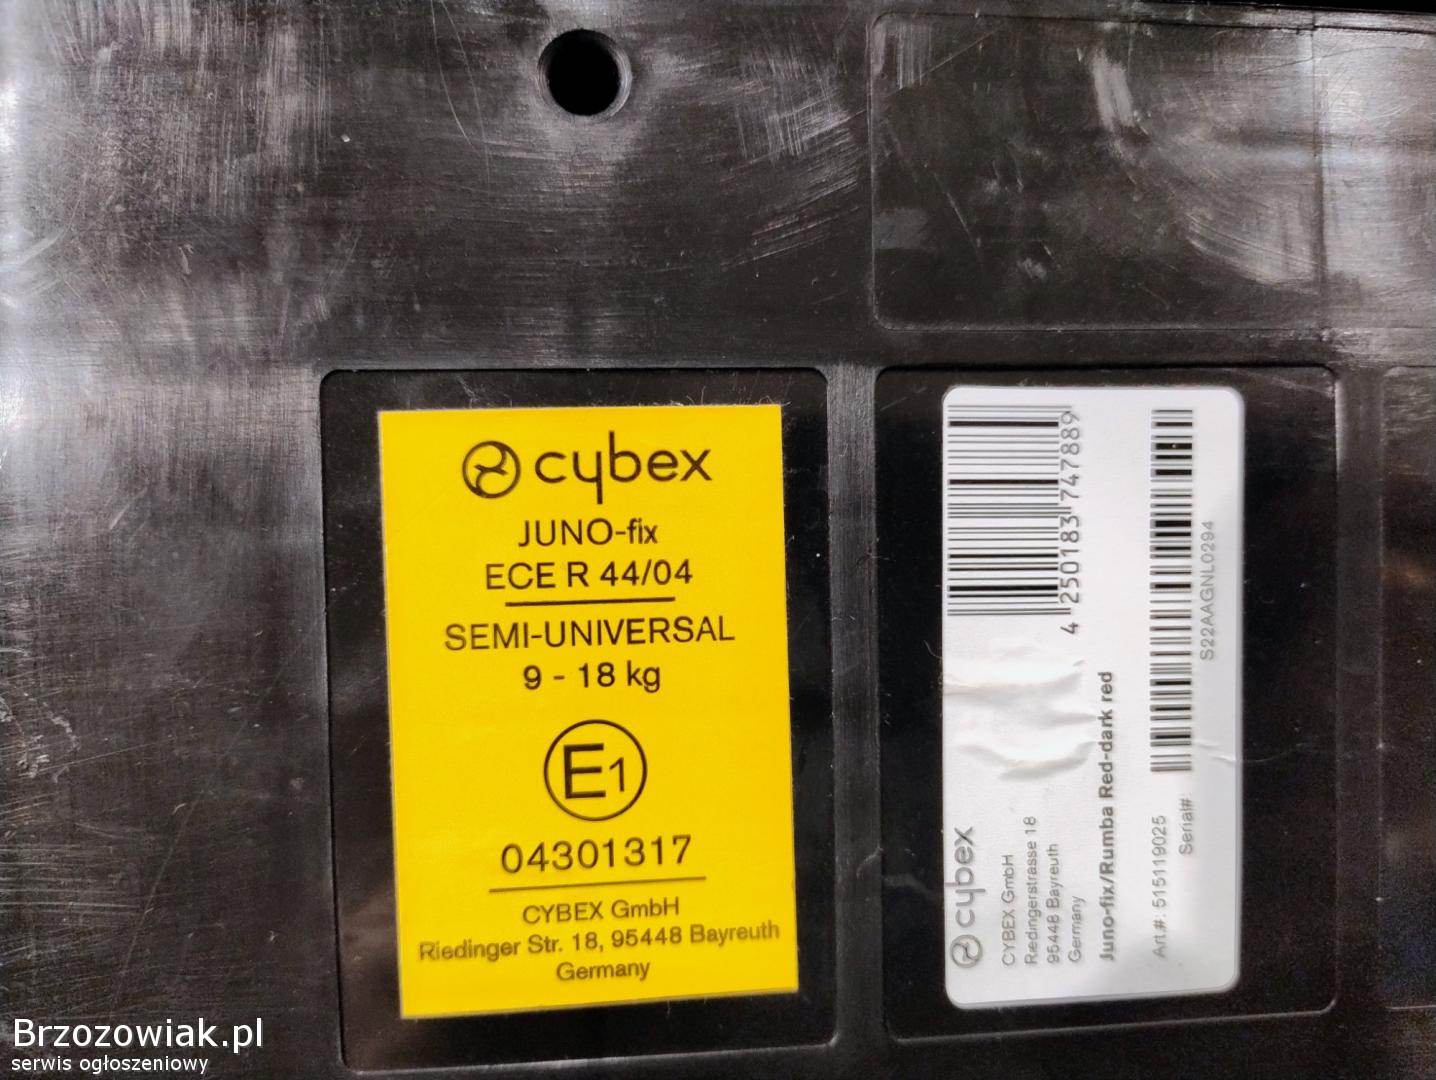 cybex
JUNO-fix
ECE R 44/04
SEMI-UNIVERSAL
9 - 18 kg
E1
04301317
CYBEX GmbH
Riedinger Str. 18, 95448 Bayreuth
Germany
cybex
CYBEX GmbH
Riedingerstrasse 18
95448 Bayreuth
Germany
4 250183 747889
Juno-fix/Rumba Red-dark red
Art.#: 515119025
Serial#
S22AAGNL0294
Brzozowiak.pl
serwis ogłoszeniowy